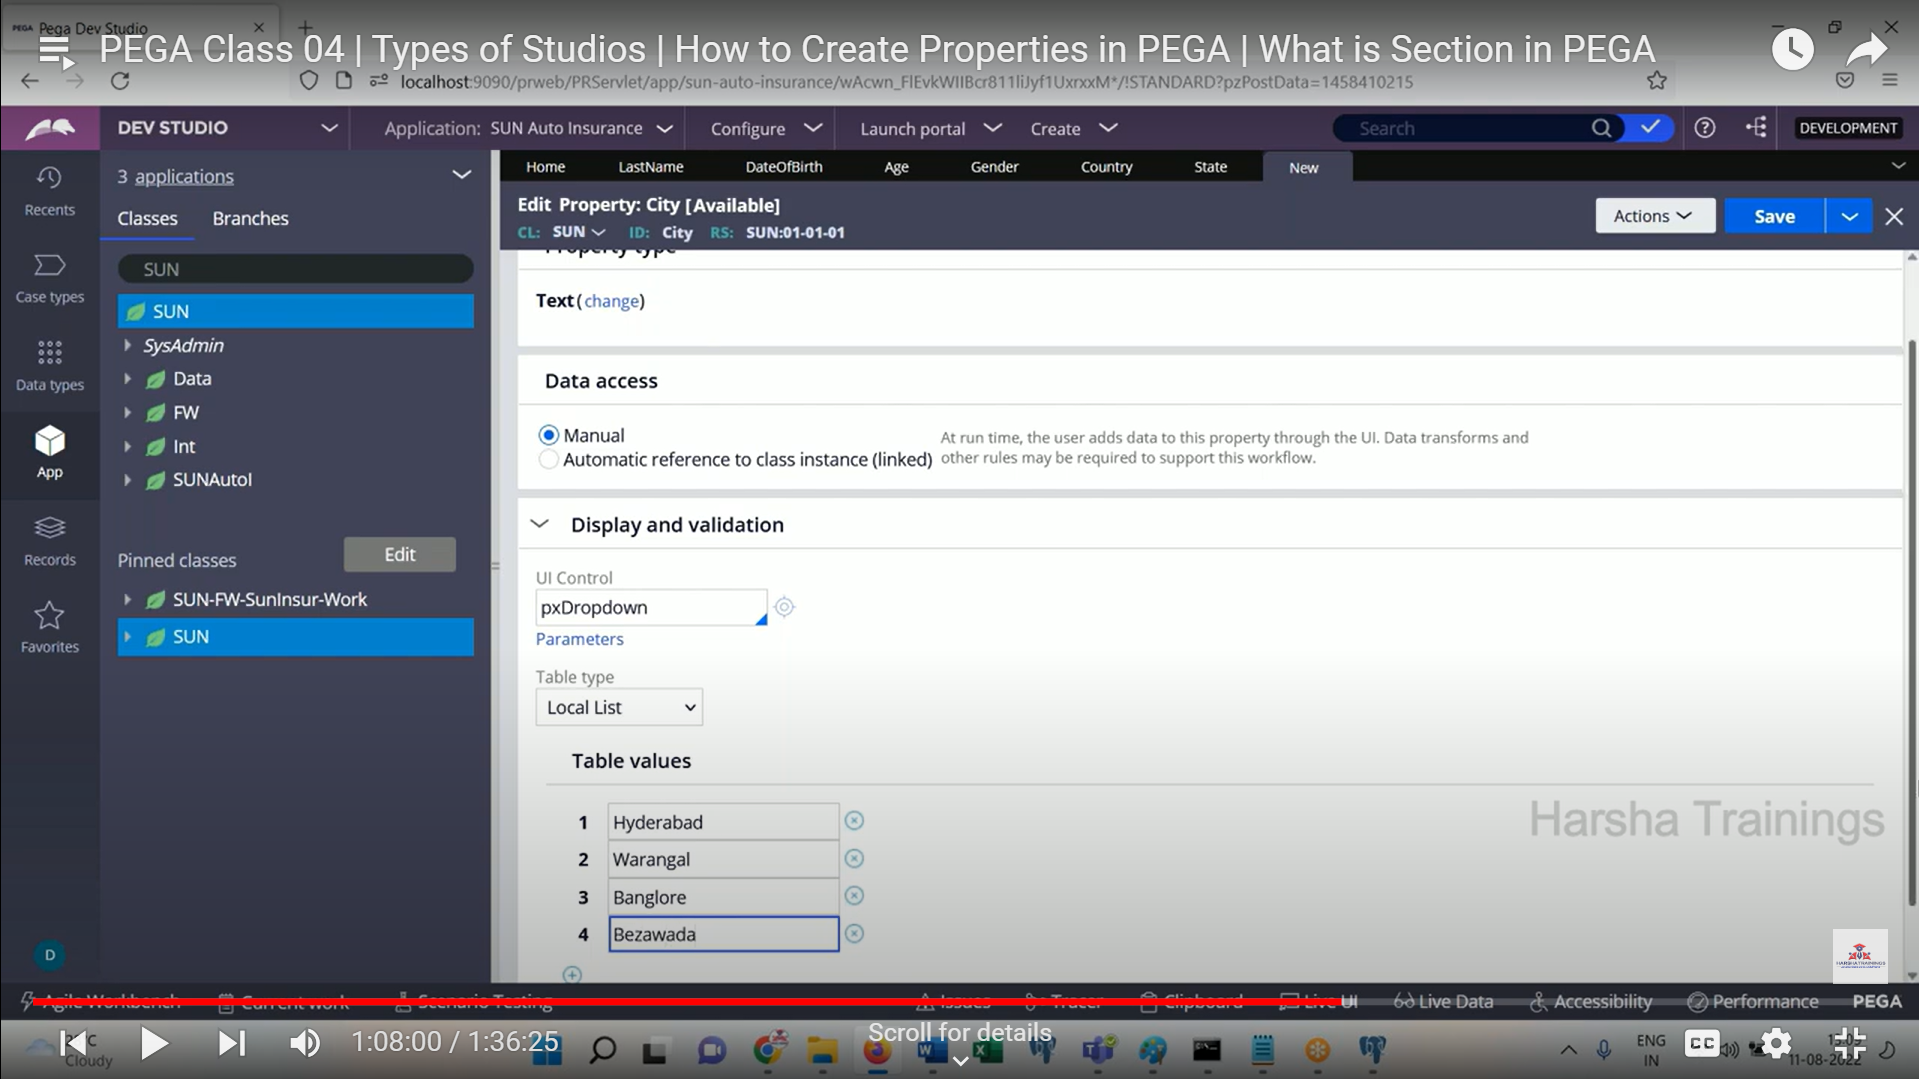 PEGA Pega Dev Studio
PEGA Class 04 | Types of Studios | How to Create Properties in PEGA | What is Section in PEGA
localhost:9090/prweb/PRServlet/app/sun-auto-insurance/wAcwn_FlEvkWIIBcr811liJyf1UxrxxM*/!STANDARD?pzPostData=1458410215
DEV STUDIO
Application: SUN Auto Insurance
Configure
Launch portal
Create
Search
DEVELOPMENT
Recents
Case types
Data types
App
Records
Favorites
D
3 applications
Classes Branches
SUN
SUN
SysAdmin
Data
FW
Int
SUNAutoI
Pinned classes
Edit
SUN-FW-SunInsur-Work
SUN
Home LastName DateOfBirth Age Gender Country State New
Edit Property: City [Available]
CL: SUN ID: City RS: SUN:01-01-01
Actions
Save
Property type
Text (change)
Data access
Manual
Automatic reference to class instance (linked)
At run time, the user adds data to this property through the UI. Data transforms and
other rules may be required to support this workflow.
Display and validation
UI Control
pxDropdown
Parameters
Table type
Local List
Table values
1 Hyderabad
2 Warangal
3 Banglore
4 Bezawada
Harsha Trainings
HARSHA TRAININGS
Agile Workbench Current work Scenario Testing Issues Tracer Clipboard Live UI Live Data Accessibility Performance PEGA
1:08:00 / 1:36:25
Scroll for details
Cloudy
ENG
IN
CC
11-08-2022